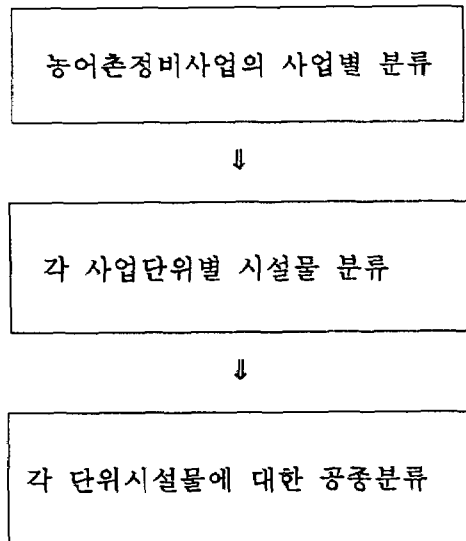 농어촌정비사업의 사업별 분류
⇓
각 사업단위별 시설물 분류
⇓
각 단위시설물에 대한 공종분류